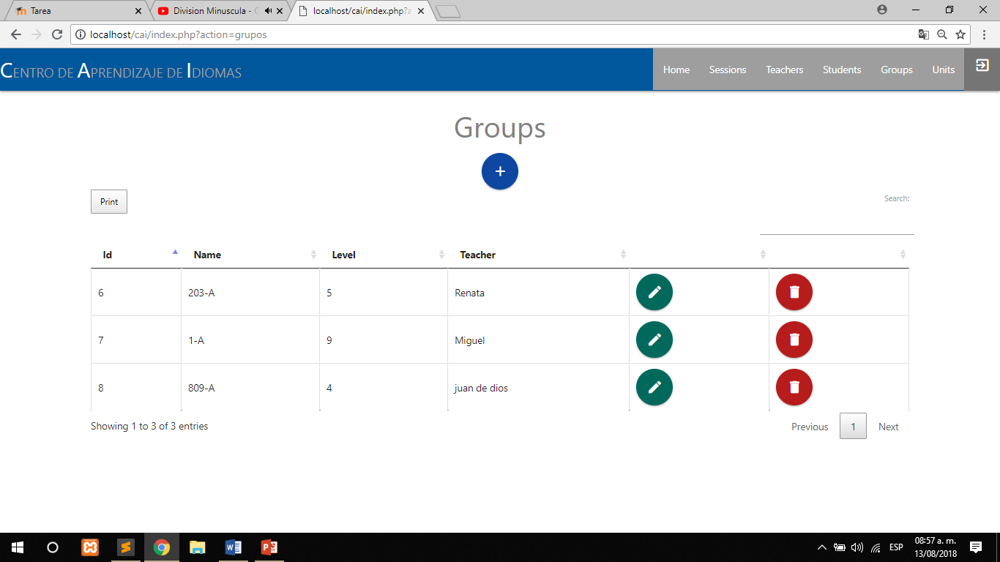 Tarea
Division Minuscula -
localhost/cai/index.php?a
localhost/cai/index.php?action=grupos
CENTRO DE APRENDIZAJE DE IDIOMAS
Home Sessions Teachers Students Groups Units
Groups
+
Print
Search:
Id Name Level Teacher
6 203-A 5 Renata
7 1-A 9 Miguel
8 809-A 4 juan de dios
Showing 1 to 3 of 3 entries
Previous 1 Next
ESP
08:57 a. m.
13/08/2018